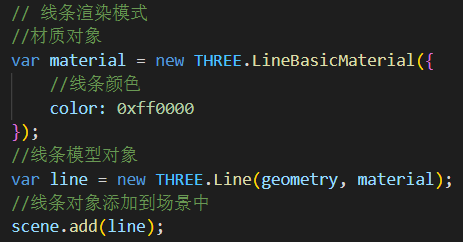 // 线条渲染模式
//材质对象
var material = new THREE.LineBasicMaterial({
    //线条颜色
    color: 0xff0000
});
//线条模型对象
var line = new THREE.Line(geometry, material);
//线条对象添加到场景中
scene.add(line);